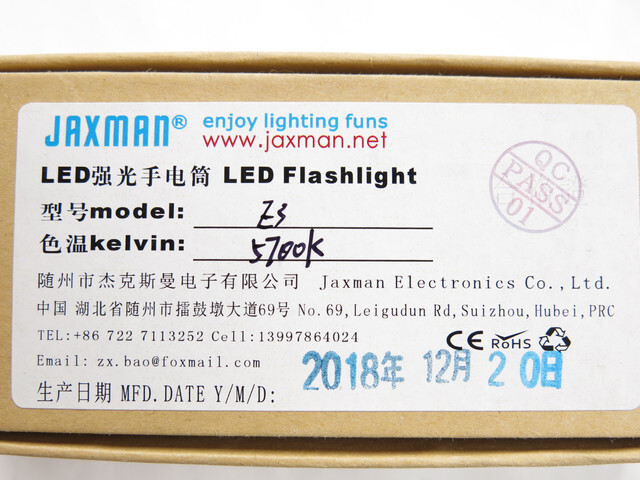 JAXMAN® enjoy lighting funs
www.jaxman.net
LED强光手电筒 LED Flashlight
QC
PASS
01
型号model: Z3
色温kelvin: 5700K
随州市杰克斯曼电子有限公司 Jaxman Electronics Co.,Ltd.
中国 湖北省随州市擂鼓墩大道69号 No.69,Leigudun Rd,Suizhou,Hubei,PRC
TEL:+86 722 7113252 Cell:13997864024
CE RoHS
Email: zx.bao@foxmail.com
生产日期 MFD.DATE Y/M/D: 2018年 12月 20日